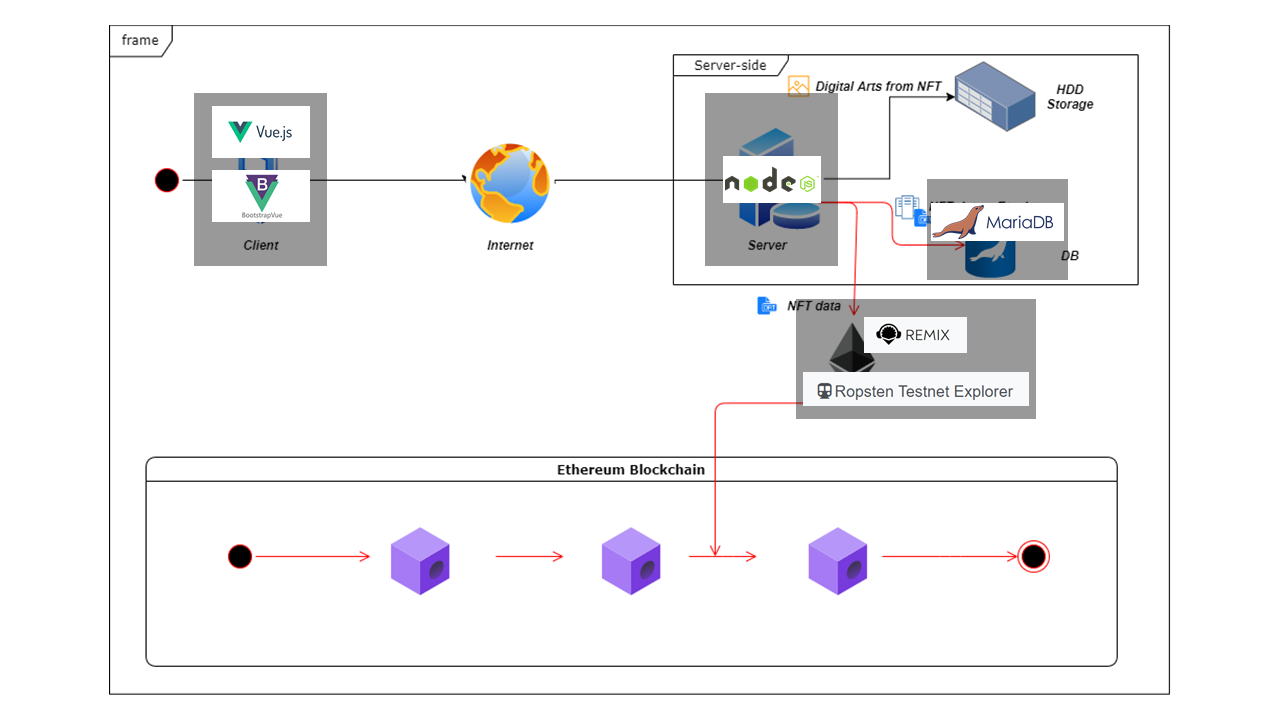 frame
Server-side
Digital Arts from NFT
HDD
Storage
Vue.js
B
BootstrapVue
Client
Internet
node
JS
Server
MariaDB
DB
NFT data
REMIX
Ropsten Testnet Explorer
Ethereum Blockchain